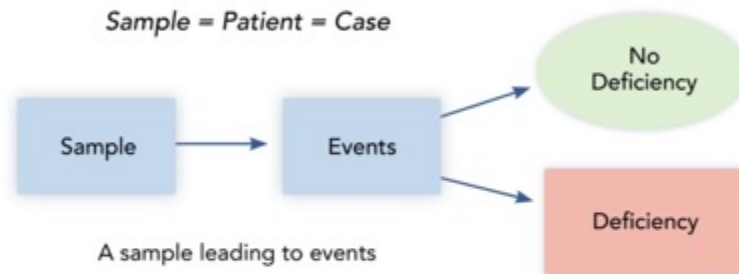 Sample = Patient = Case
No
Deficiency
Sample
Events
Deficiency
A sample leading to events